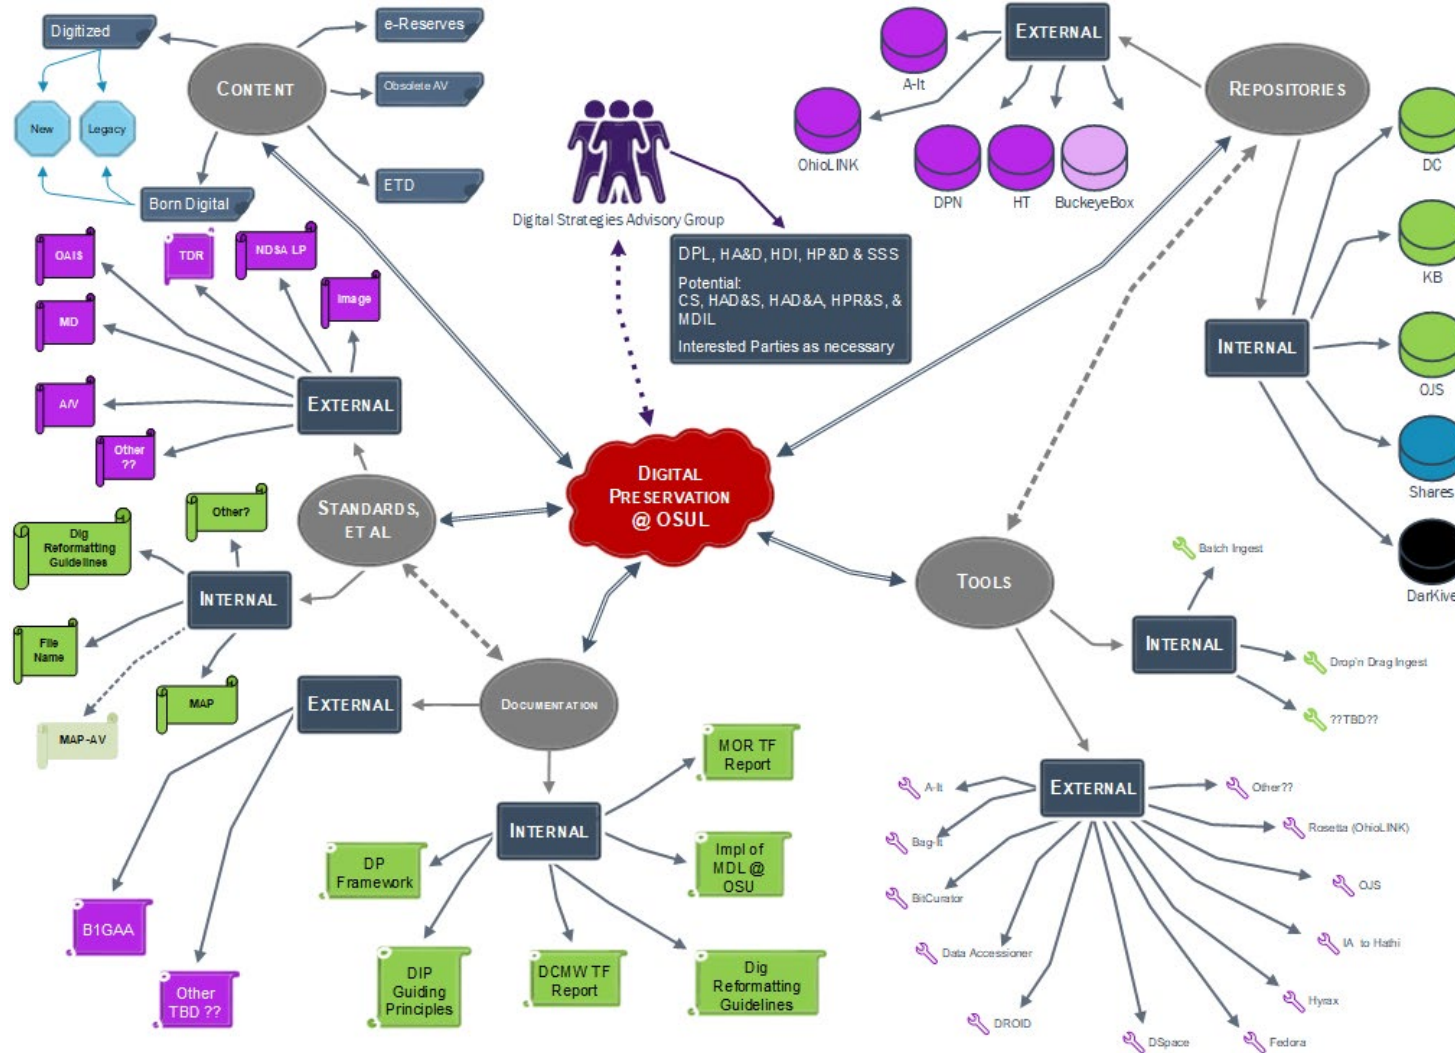 Digitized
e-Reserves
CONTENT
Obsolete AV
New
Legacy
ETD
Born Digital
EXTERNAL
A-It
REPOSITORIES
OhioLINK
DPN
HT
BuckeyeBox
DC
KB
INTERNAL
OJS
Shares
DarKive
Digital Strategies Advisory Group
DPL, HA&D, HDI, HP&D & SSS
Potential:
CS, HAD&S, HAD&A, HPR&S, &
MDIL
Interested Parties as necessary
OAIS
TDR
NDSA LP
Image
MD
A/V
EXTERNAL
Other
??
DIGITAL
PRESERVATION
@ OSUL
STANDARDS,
ET AL
Other?
Dig
Reformatting
Guidelines
INTERNAL
File
Name
MAP
MAP-AV
TOOLS
Batch Ingest
INTERNAL
Drop'n Drag Ingest
??TBD??
EXTERNAL
DOCUMENTATION
MOR TF
Report
INTERNAL
Impl of
MDL @
OSU
DP
Framework
B1GAA
Other
TBD ??
DIP
Guiding
Principles
DCMW TF
Report
Dig
Reformatting
Guidelines
EXTERNAL
A-It
Other??
Bag-It
Rosetta (OhioLINK)
BitCurator
OJS
Data Accessioner
IA to Hathi
DROID
Hyrax
DSpace
Fedora